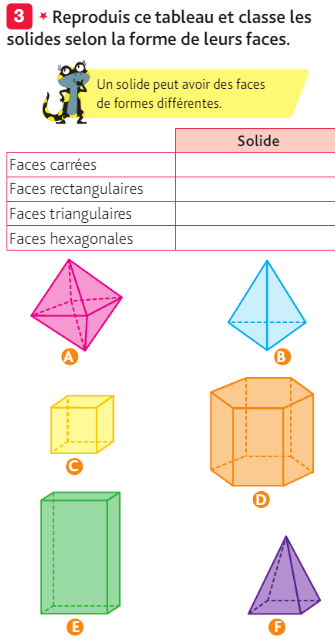 3 * Reproduis ce tableau et classe les
solides selon la forme de leurs faces.
Un solide peut avoir des faces
de formes différentes.
Solide
Faces carrées
Faces rectangulaires
Faces triangulaires
Faces hexagonales
A
B
C
D
E
F